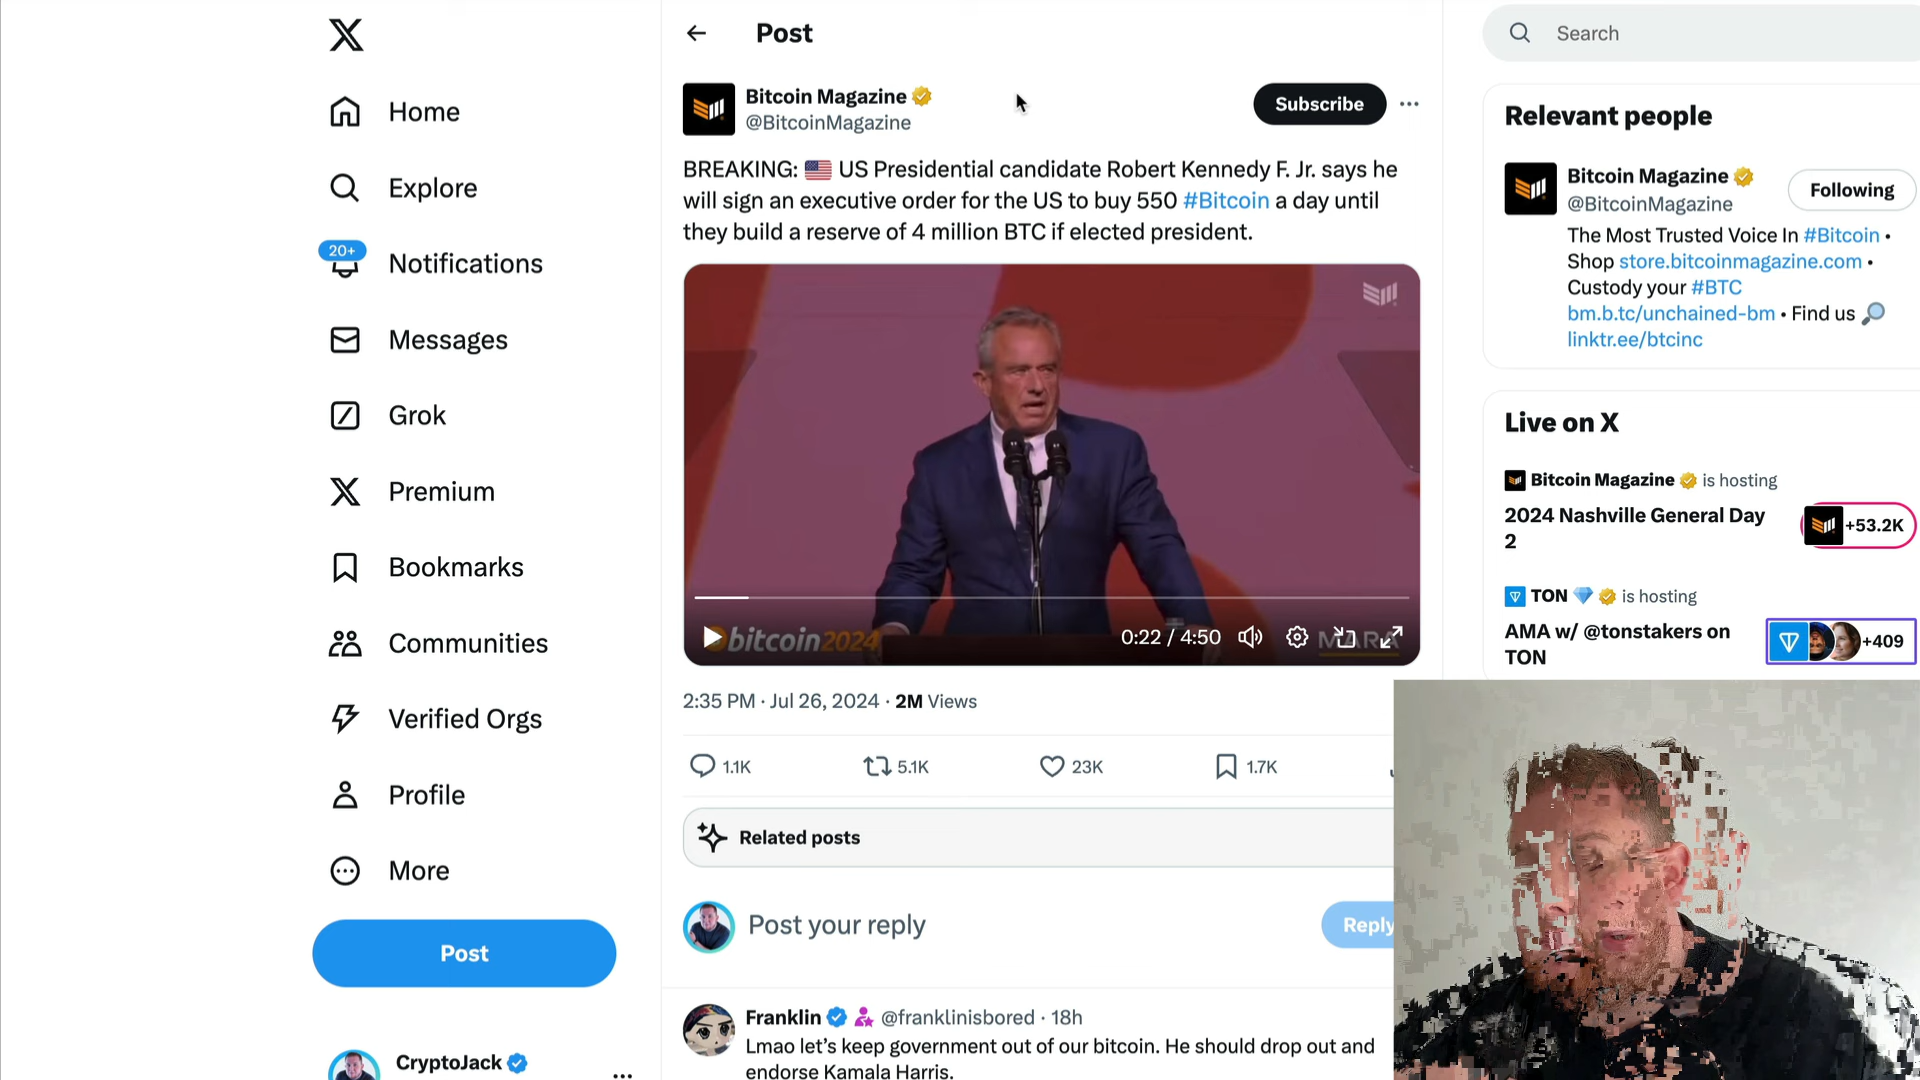 Home
Explore
20+
Notifications
Messages
Grok
Premium
Bookmarks
Communities
Verified Orgs
Profile
More
Post
CryptoJack
Post
Bitcoin Magazine
@BitcoinMagazine
Subscribe
BREAKING: 🇺🇸 US Presidential candidate Robert Kennedy F. Jr. says he
will sign an executive order for the US to buy 550 #Bitcoin a day until
they build a reserve of 4 million BTC if elected president.
bitcoin2024
0:22 / 4:50
MARA
2:35 PM · Jul 26, 2024 · 2M Views
1.1K 5.1K 23K 1.7K
Related posts
Post your reply
Reply
Franklin @franklinisbored · 18h
Lmao let’s keep government out of our bitcoin. He should drop out and
endorse Kamala Harris.
Search
Relevant people
Bitcoin Magazine
@BitcoinMagazine
Following
The Most Trusted Voice In #Bitcoin •
Shop store.bitcoinmagazine.com •
Custody your #BTC
bm.b.tc/unchained-bm • Find us 🔎
linktr.ee/btcinc
Live on X
Bitcoin Magazine is hosting
2024 Nashville General Day
2
+53.2K
TON 💎 is hosting
AMA w/ @tonstakers on
TON
+409